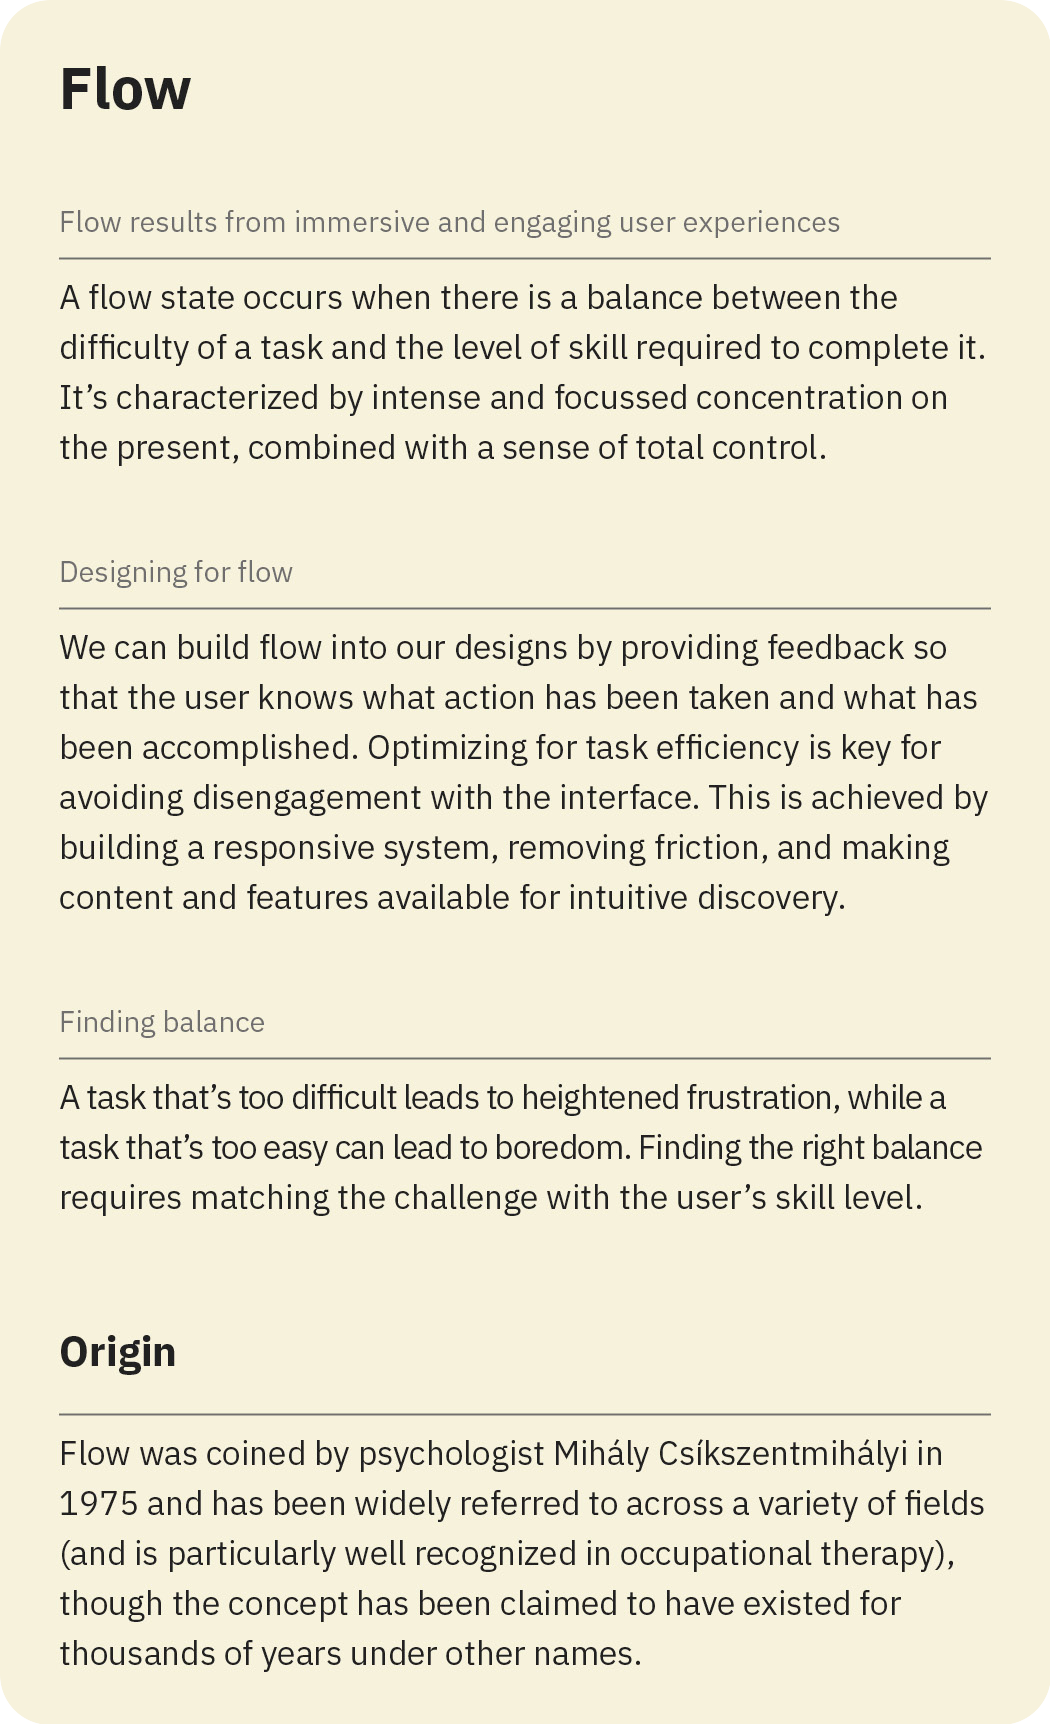 Flow
Flow results from immersive and engaging user experiences
A flow state occurs when there is a balance between the
difficulty of a task and the level of skill required to complete it.
It’s characterized by intense and focussed concentration on
the present, combined with a sense of total control.
Designing for flow
We can build flow into our designs by providing feedback so
that the user knows what action has been taken and what has
been accomplished. Optimizing for task efficiency is key for
avoiding disengagement with the interface. This is achieved by
building a responsive system, removing friction, and making
content and features available for intuitive discovery.
Finding balance
A task that’s too difficult leads to heightened frustration, while a
task that’s too easy can lead to boredom. Finding the right balance
requires matching the challenge with the user’s skill level.
Origin
Flow was coined by psychologist Mihály Csíkszentmihályi in
1975 and has been widely referred to across a variety of fields
(and is particularly well recognized in occupational therapy),
though the concept has been claimed to have existed for
thousands of years under other names.